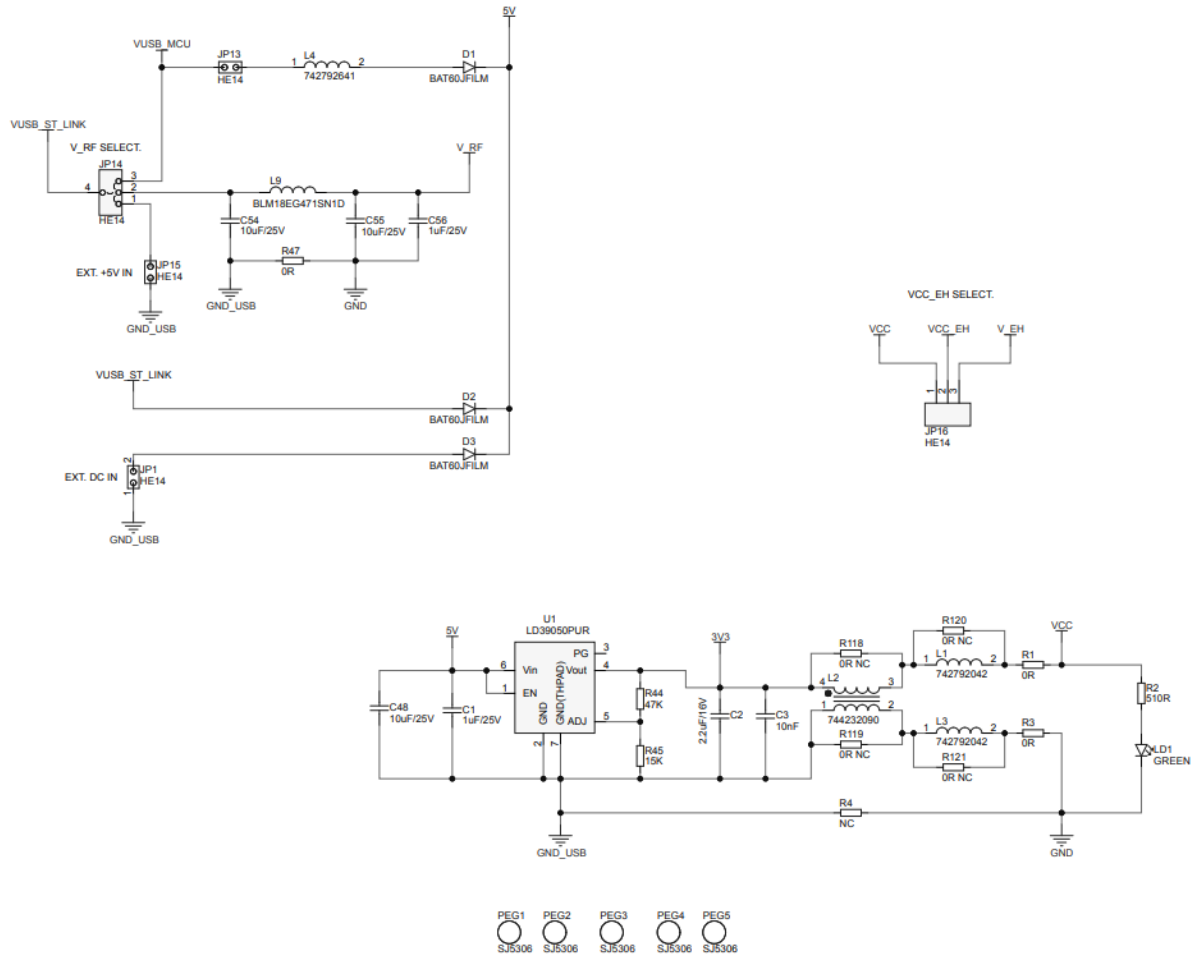 5V
VUSB_MCU
JP13
HE14
1
L4
2
742792641
D1
BAT60JFILM
VUSB_ST_LINK
V_RF SELECT.
JP14
4
3
2
1
HE14
L9
BLM18EG471SN1D
V_RF
C54
10uF/25V
C55
10uF/25V
C56
1uF/25V
R47
0R
EXT. +5V IN
JP15
HE14
GND_USB
GND_USB
GND
VCC_EH SELECT.
VCC
VCC_EH
V_EH
1
2
3
JP16
HE14
VUSB_ST_LINK
D2
BAT60JFILM
D3
BAT60JFILM
EXT. DC IN
2
JP1
HE14
1
GND_USB
U1
LD39050PUR
5V
6
Vin
1
EN
PG
3
Vout
4
ADJ
5
GND
GND(THPAD)
2
7
C48
10uF/25V
C1
1uF/25V
R44
47K
R45
15K
3V3
2.2uF/16V
C2
C3
10nF
R118
0R NC
L2
4
3
1
2
744232090
R119
0R NC
R120
0R NC
1
L1
2
742792042
R1
0R
VCC
R2
510R
1
L3
2
742792042
R3
0R
R121
0R NC
LD1
GREEN
R4
NC
GND_USB
GND
PEG1
SJ5306
PEG2
SJ5306
PEG3
SJ5306
PEG4
SJ5306
PEG5
SJ5306